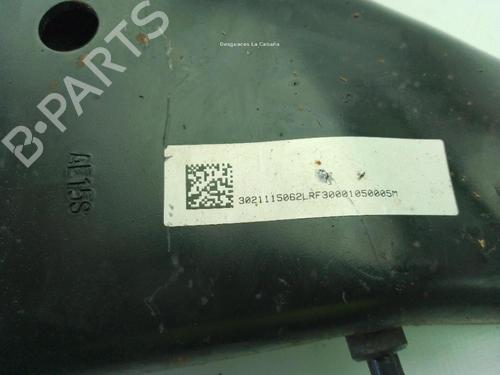 Desguaces La Cabaña
B-PARTS
AE15S
3021115062LRF30001050005M